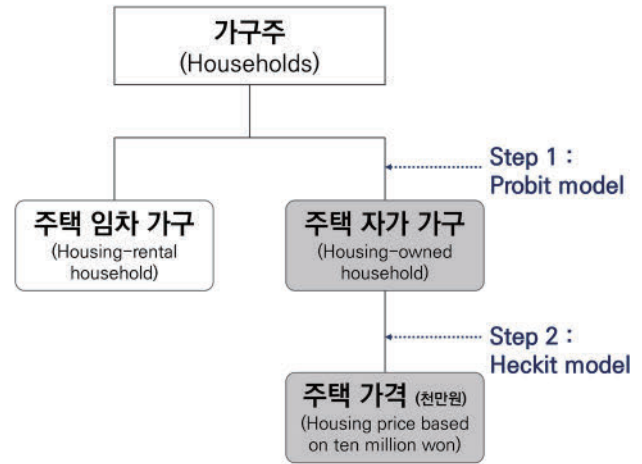 가구주
(Households)
Step 1 :
Probit model
주택 임차 가구
(Housing-rental
household)
주택 자가 가구
(Housing-owned
household)
Step 2 :
Heckit model
주택 가격 (천만원)
(Housing price based
on ten million won)